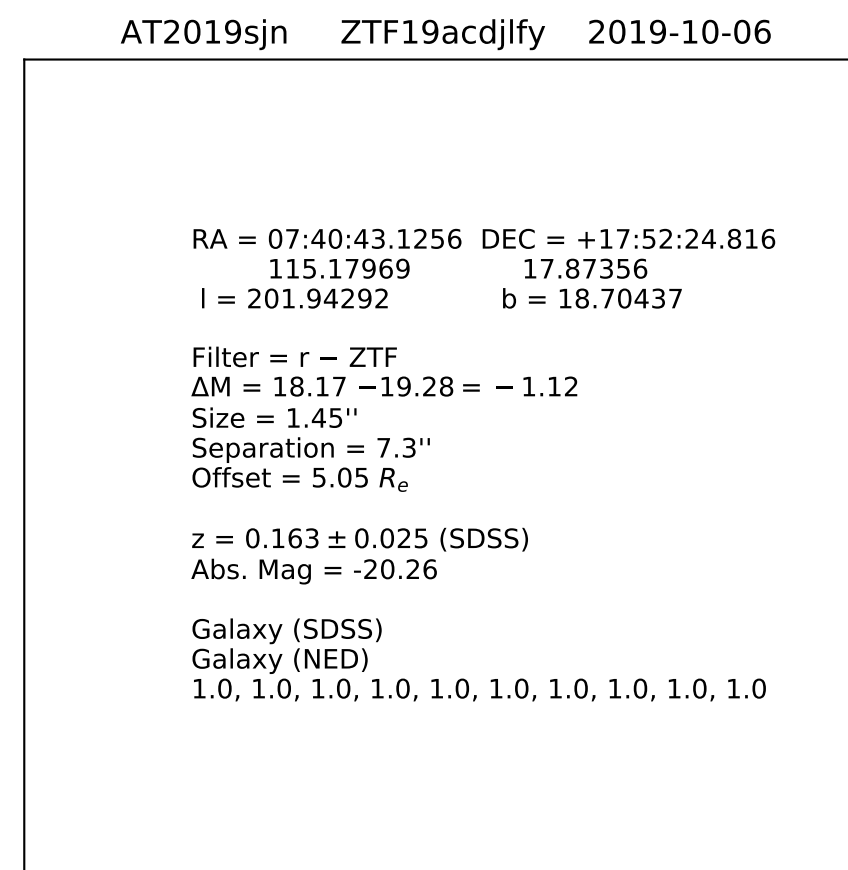 AT2019sjn ZTF19acdjlfy 2019-10-06
RA = 07:40:43.1256 DEC = +17:52:24.816
115.17969 17.87356
l = 201.94292 b = 18.70437
Filter = r − ZTF
ΔM = 18.17 −19.28 = − 1.12
Size = 1.45''
Separation = 7.3''
Offset = 5.05 Rₑ
z = 0.163 ± 0.025 (SDSS)
Abs. Mag = -20.26
Galaxy (SDSS)
Galaxy (NED)
1.0, 1.0, 1.0, 1.0, 1.0, 1.0, 1.0, 1.0, 1.0, 1.0